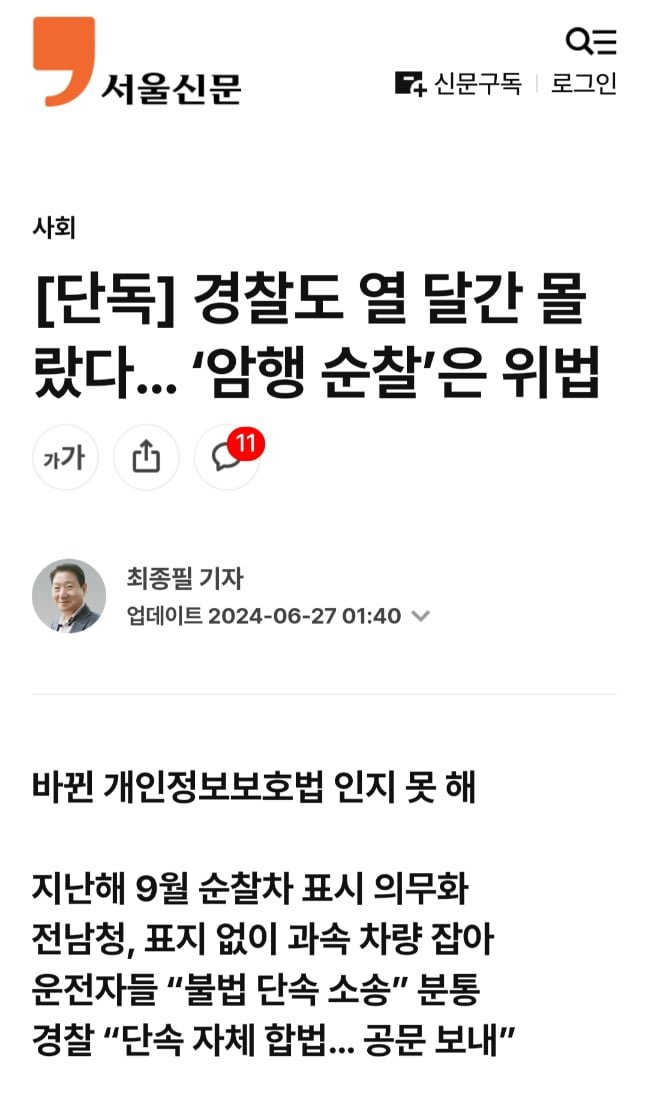 서울신문
신문구독
로그인
사회
[단독] 경찰도 열 달간 몰
랐다... ‘암행 순찰’은 위법
가가
11
최종필 기자
업데이트 2024-06-27 01:40
바뀐 개인정보보호법 인지 못 해
지난해 9월 순찰차 표시 의무화
전남청, 표지 없이 과속 차량 잡아
운전자들 “불법 단속 소송” 분통
경찰 “단속 자체 합법... 공문 보내”